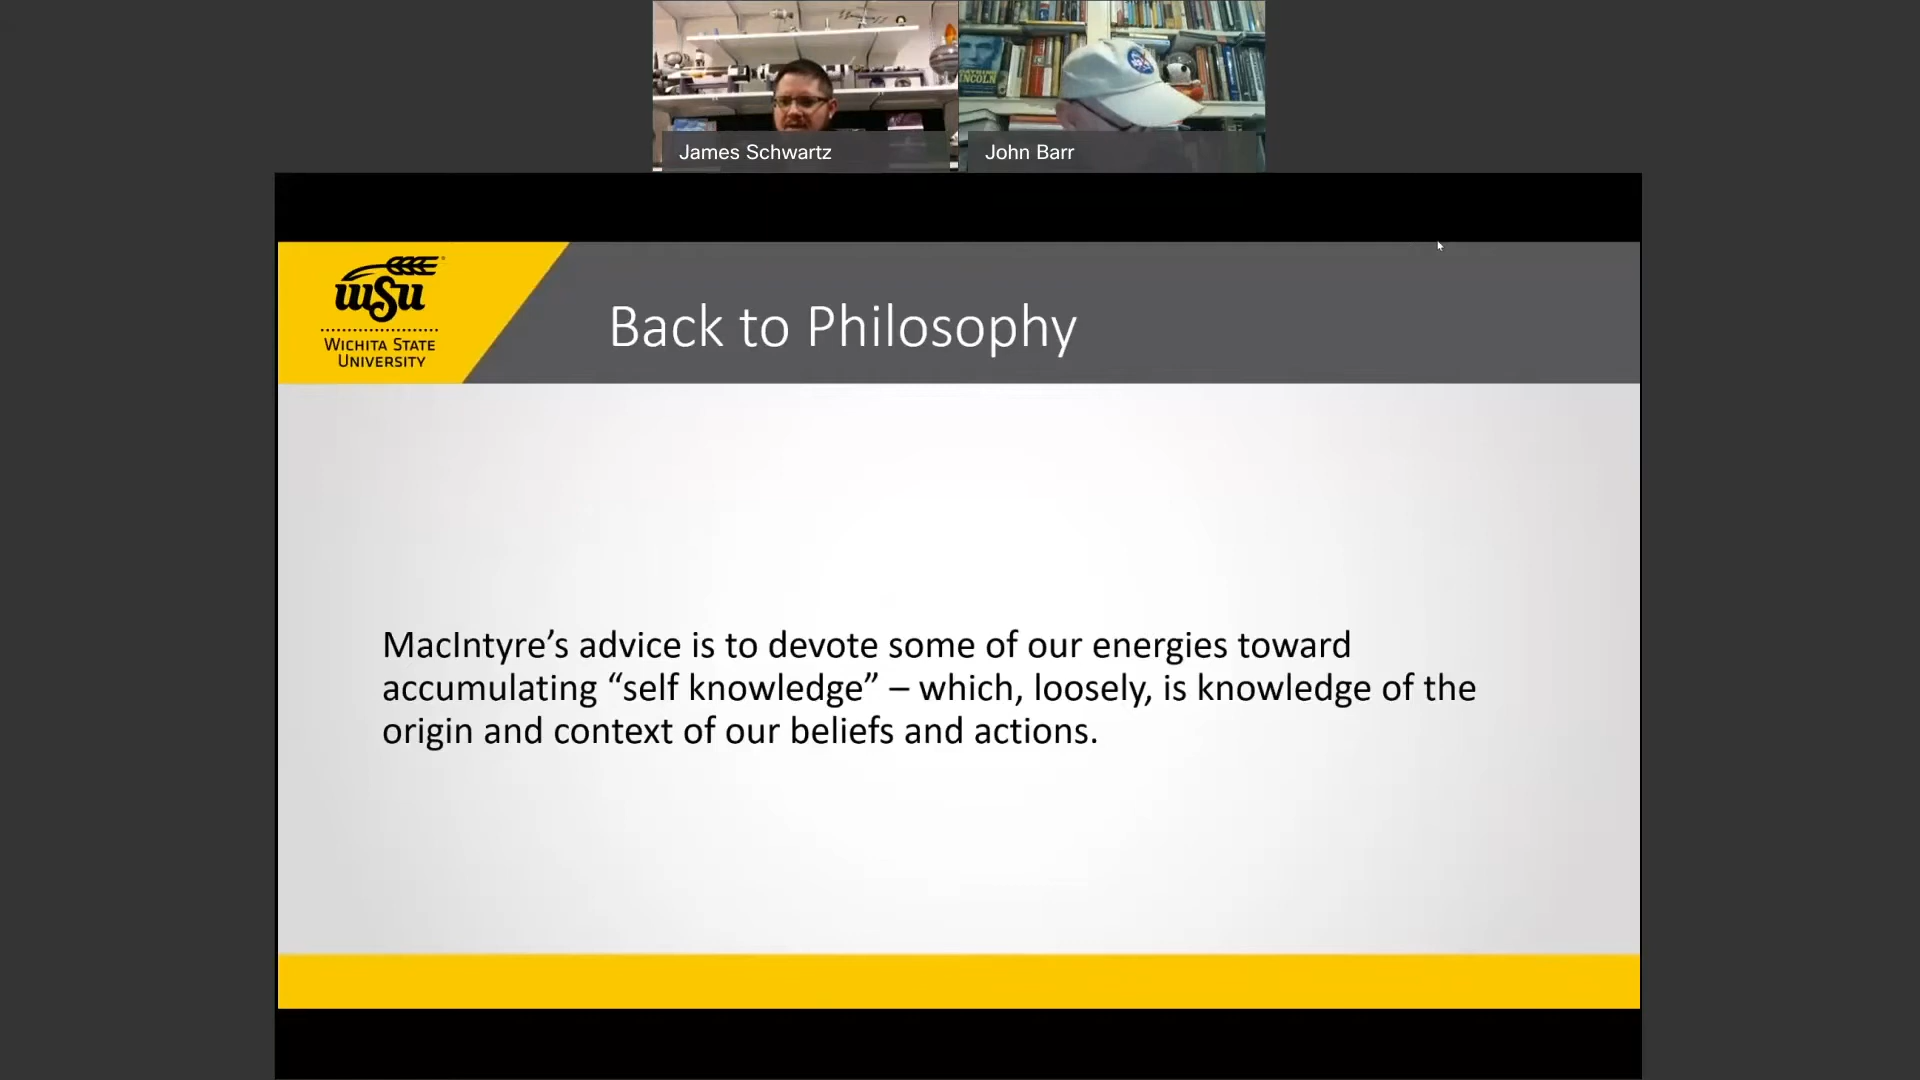 LINCOLN
James Schwartz
John Barr
WSU
WICHITA STATE
UNIVERSITY
Back to Philosophy
MacIntyre’s advice is to devote some of our energies toward
accumulating “self knowledge” – which, loosely, is knowledge of the
origin and context of our beliefs and actions.